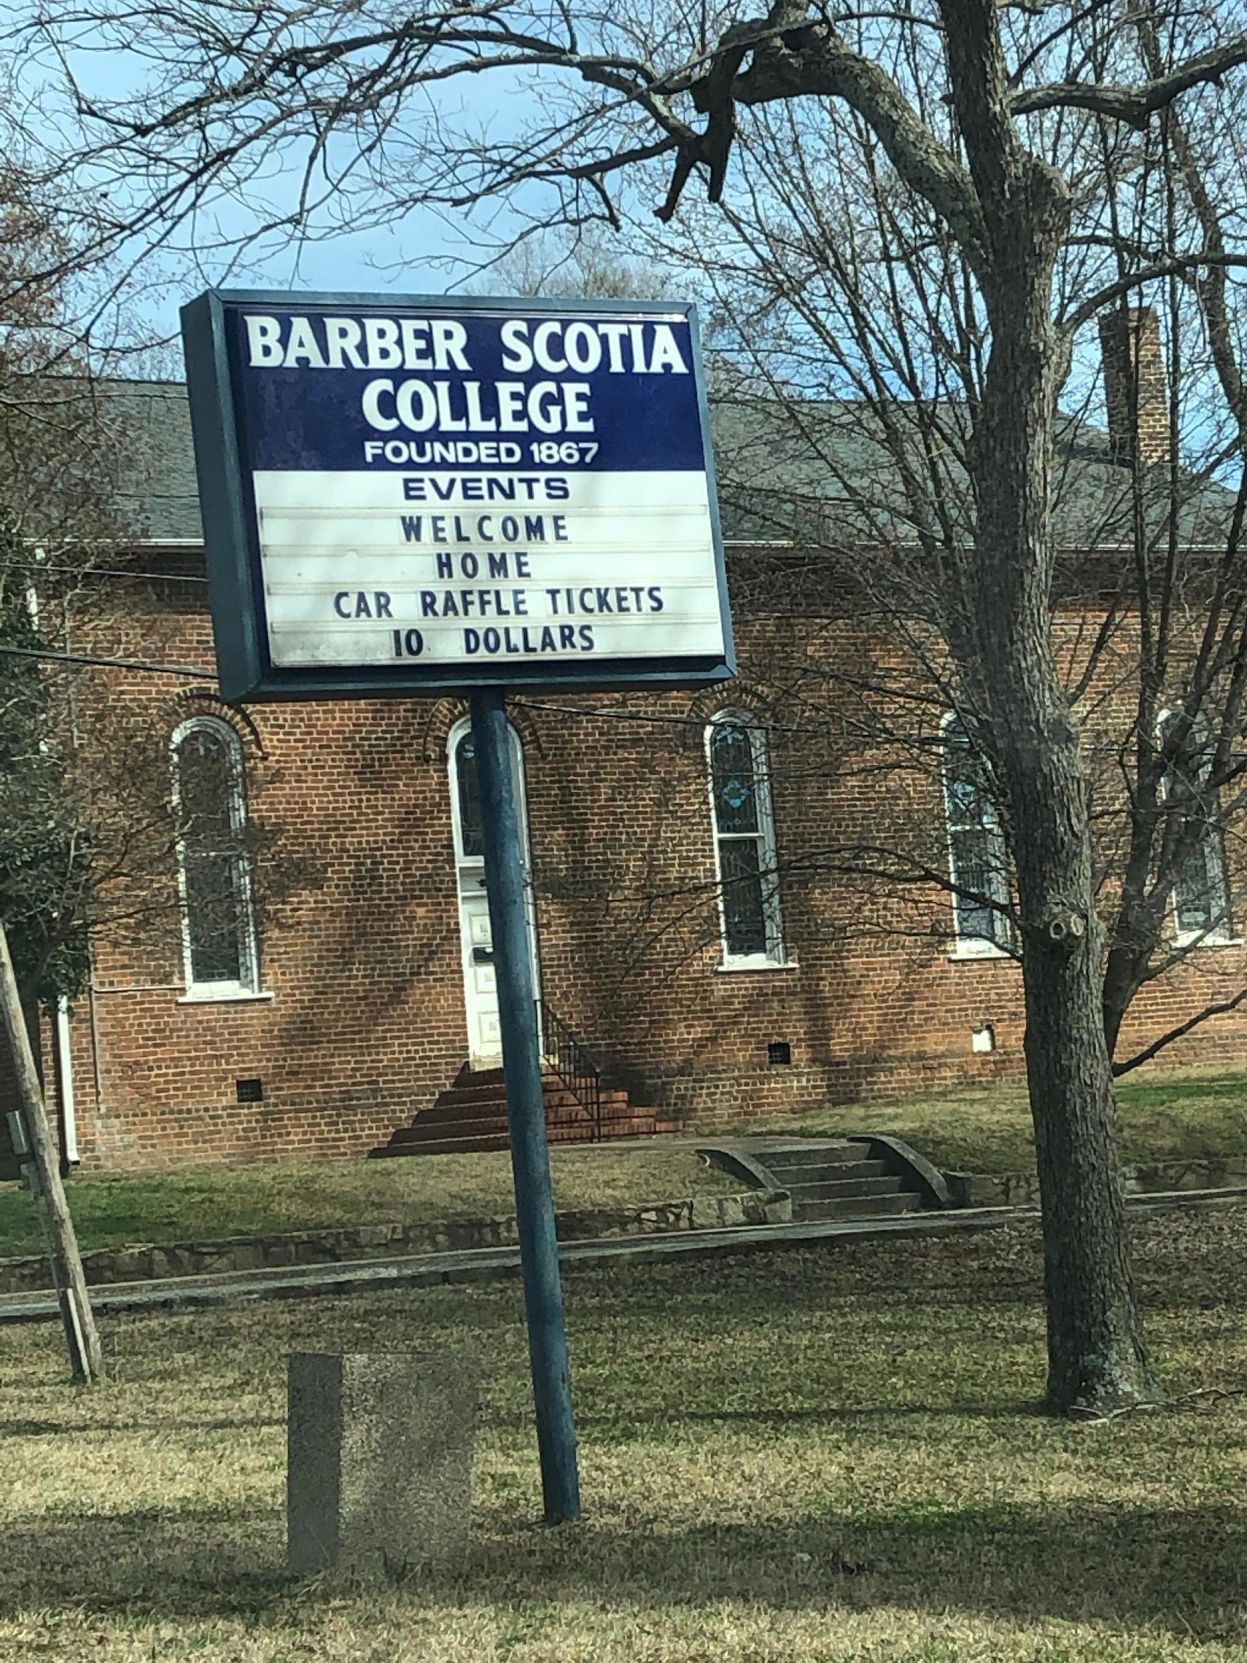 BARBER SCOTIA
COLLEGE
FOUNDED 1867
EVENTS
WELCOME
HOME
CAR RAFFLE TICKETS
10 DOLLARS